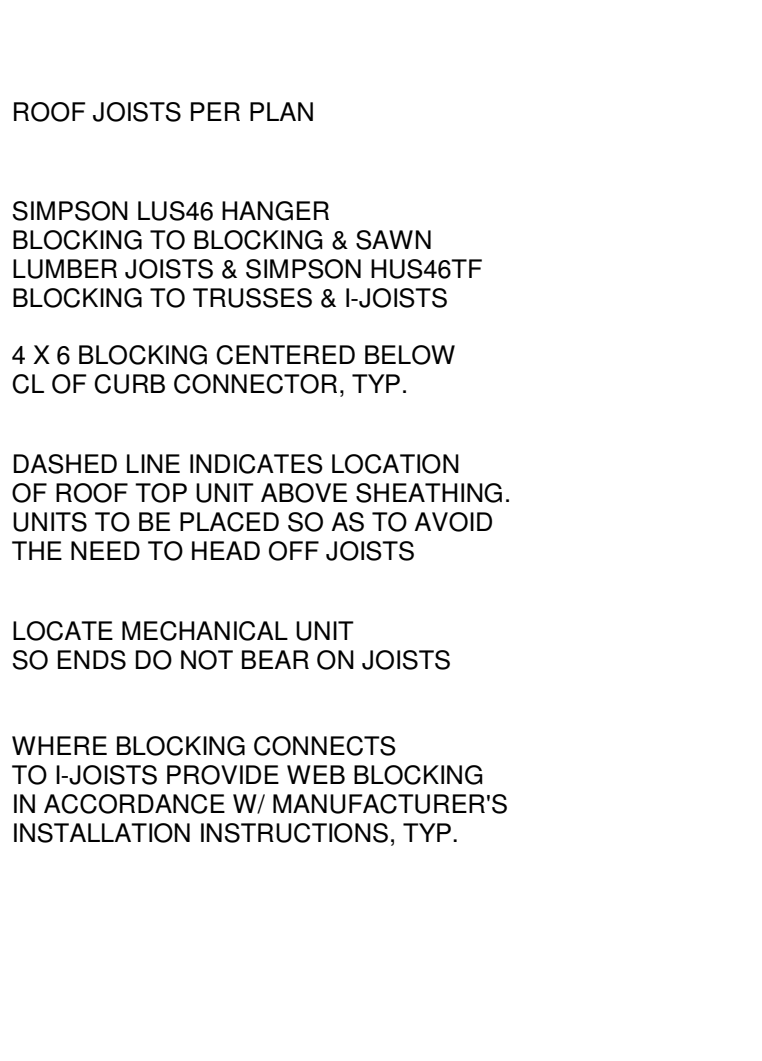 ROOF JOISTS PER PLAN
SIMPSON LUS46 HANGER
BLOCKING TO BLOCKING & SAWN
LUMBER JOISTS & SIMPSON HUS46TF
BLOCKING TO TRUSSES & I-JOISTS
4 X 6 BLOCKING CENTERED BELOW
CL OF CURB CONNECTOR, TYP.
DASHED LINE INDICATES LOCATION
OF ROOF TOP UNIT ABOVE SHEATHING.
UNITS TO BE PLACED SO AS TO AVOID
THE NEED TO HEAD OFF JOISTS
LOCATE MECHANICAL UNIT
SO ENDS DO NOT BEAR ON JOISTS
WHERE BLOCKING CONNECTS
TO I-JOISTS PROVIDE WEB BLOCKING
IN ACCORDANCE W/ MANUFACTURER'S
INSTALLATION INSTRUCTIONS, TYP.